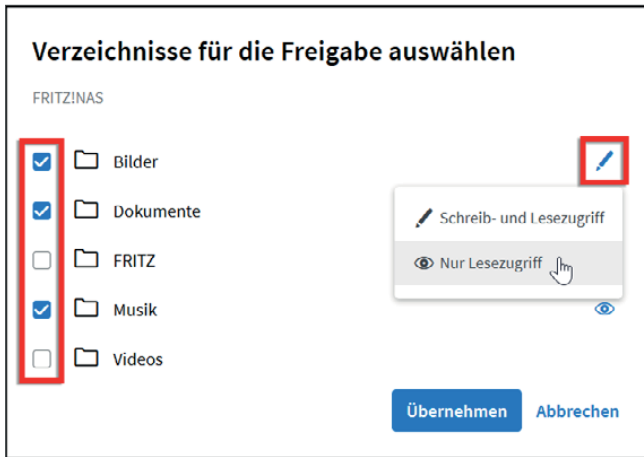 Verzeichnisse für die Freigabe auswählen
FRITZ!NAS
Bilder
Dokumente
Schreib- und Lesezugriff
FRITZ
Nur Lesezugriff
Musik
Videos
Übernehmen Abbrechen